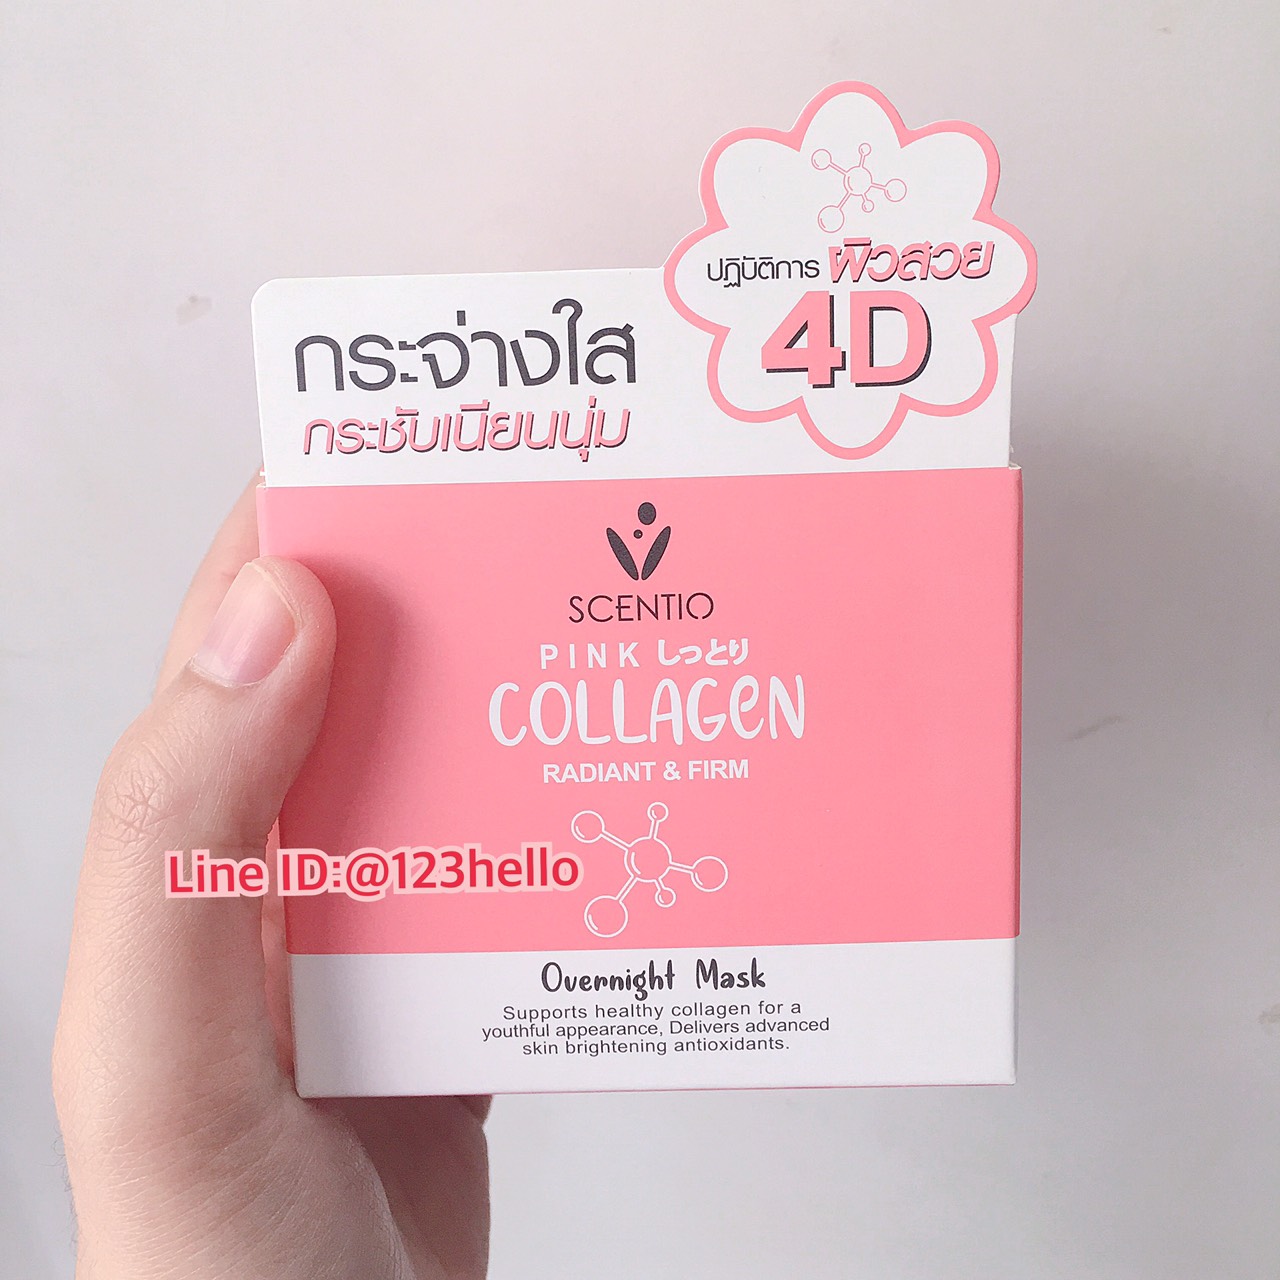 ปฏิบัติการ ผิวสวย
4D
กระจ่างใส
กระชับเนียนนุ่ม
SCENTIO
PINK しっとり
COLLAGeN
RADIANT & FIRM
Line ID:@123hello
Overnight Mask
Supports healthy collagen for a
youthful appearance, Delivers advanced
skin brightening antioxidants.